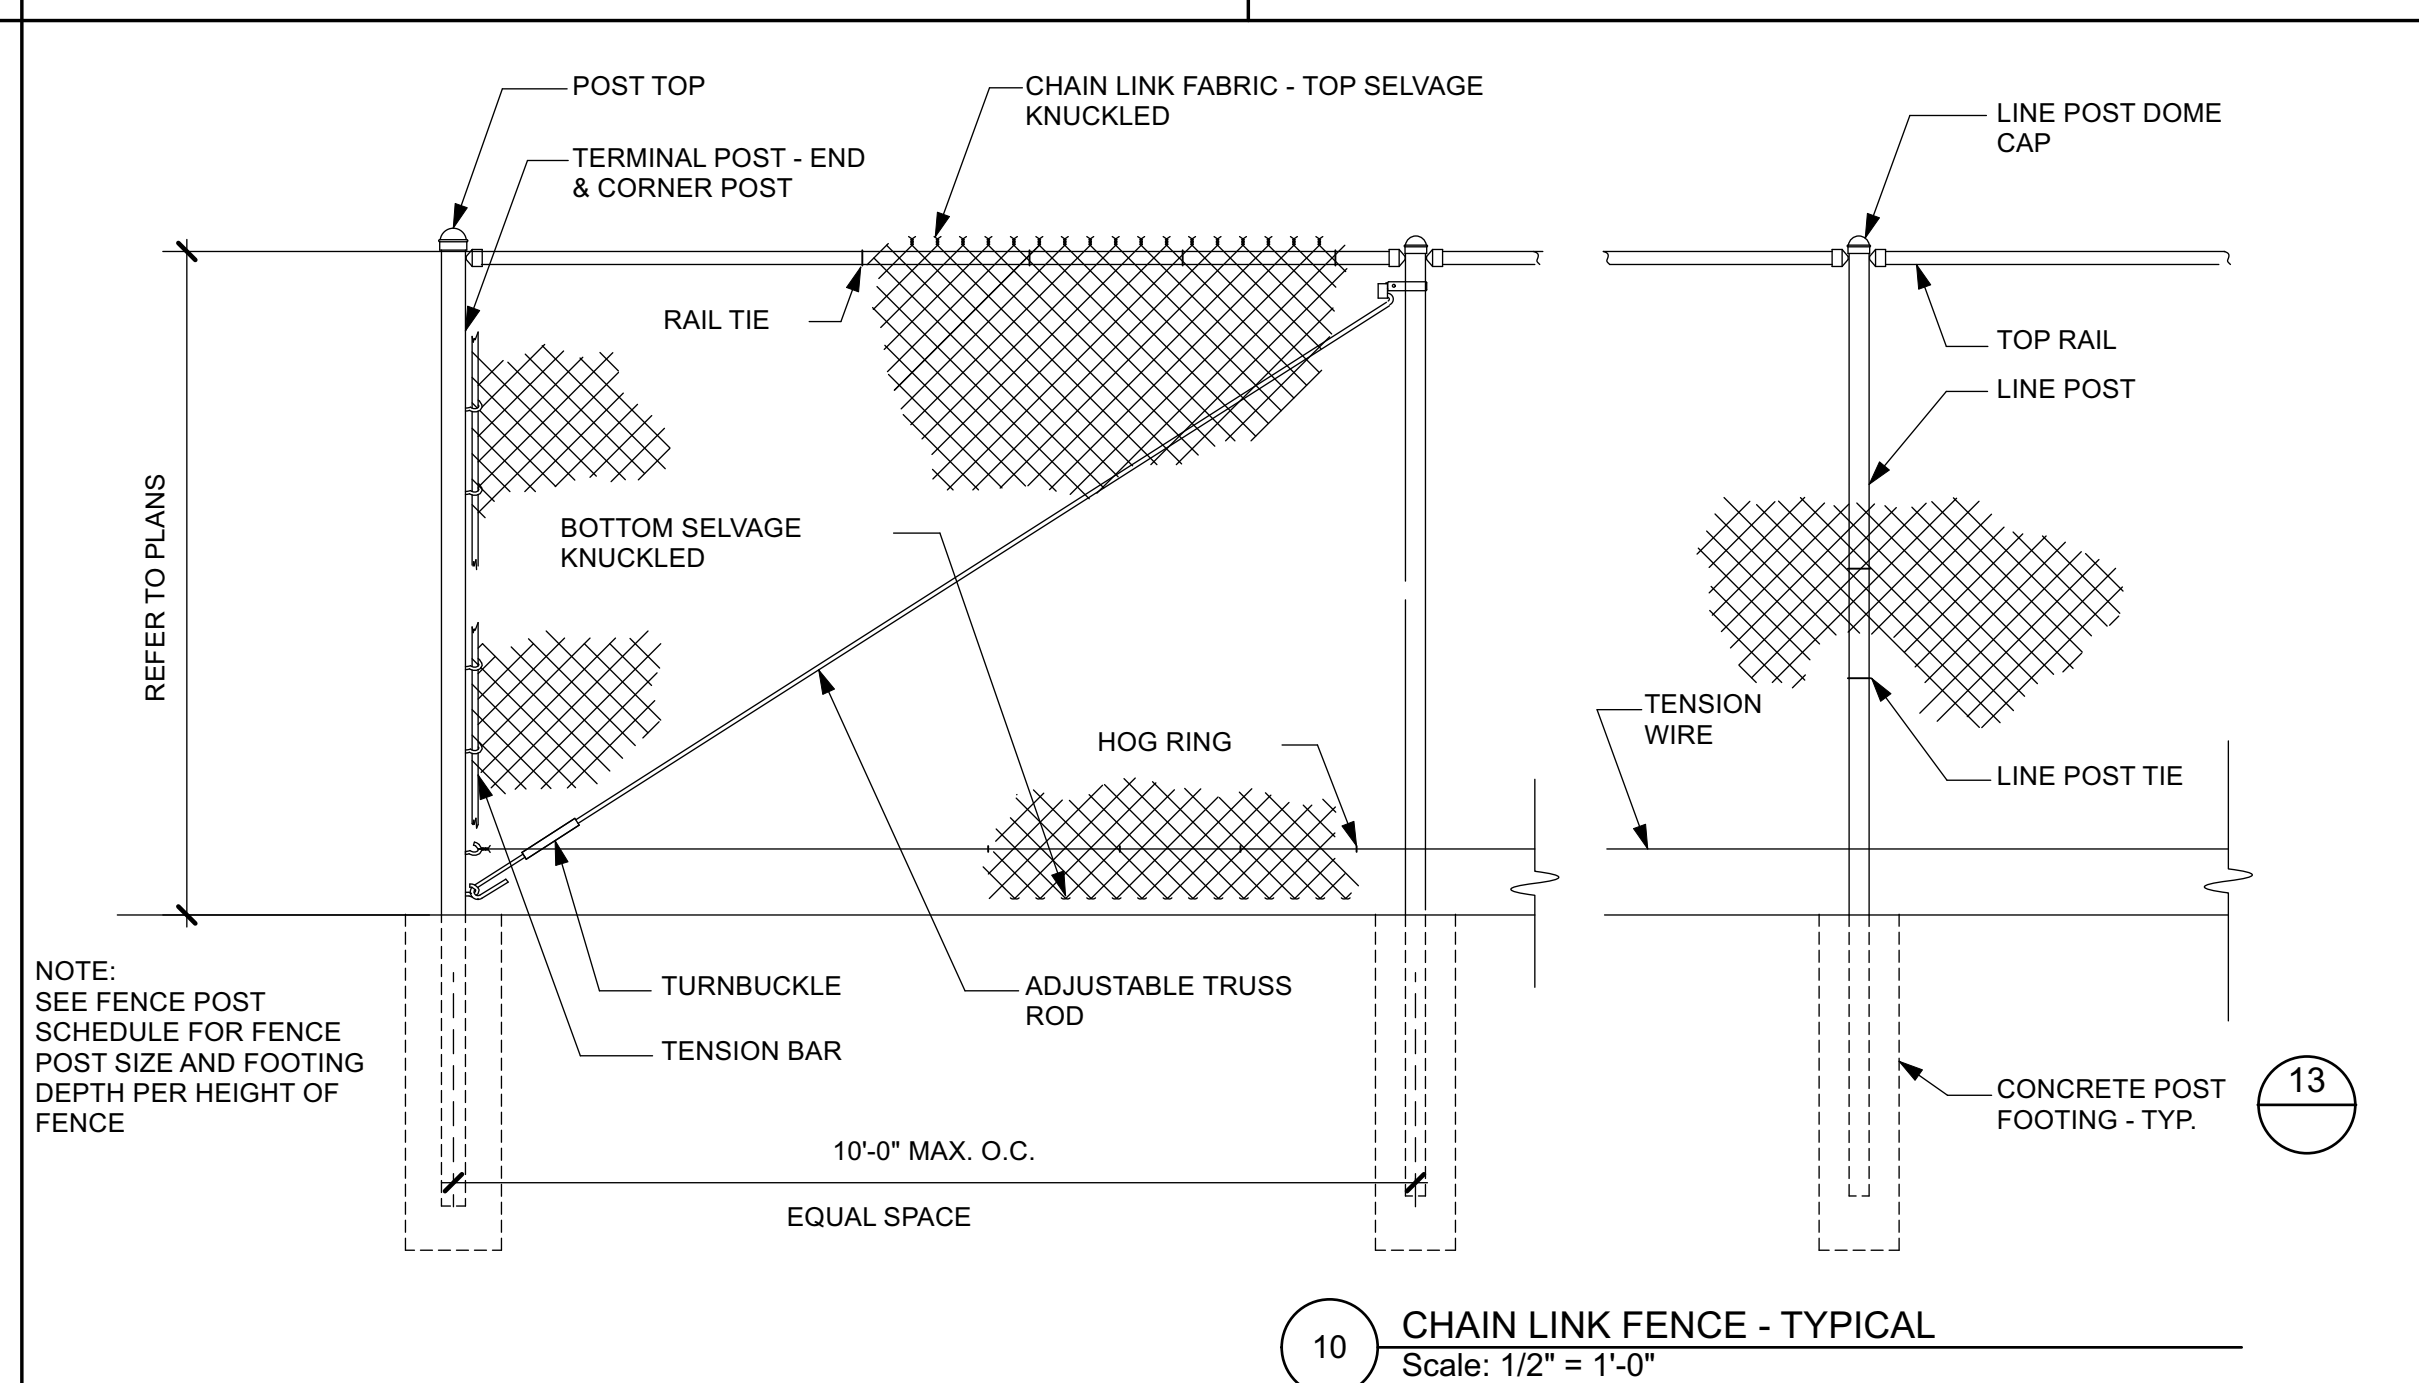 POST TOP
TERMINAL POST - END
& CORNER POST
CHAIN LINK FABRIC - TOP SELVAGE
KNUCKLED
LINE POST DOME
CAP
RAIL TIE
TOP RAIL
LINE POST
REFER TO PLANS
BOTTOM SELVAGE
KNUCKLED
TENSION
WIRE
HOG RING
LINE POST TIE
NOTE:
SEE FENCE POST
SCHEDULE FOR FENCE
POST SIZE AND FOOTING
DEPTH PER HEIGHT OF
FENCE
TURNBUCKLE
TENSION BAR
ADJUSTABLE TRUSS
ROD
CONCRETE POST
FOOTING - TYP.
13
10'-0" MAX. O.C.
EQUAL SPACE
10
CHAIN LINK FENCE - TYPICAL
Scale: 1/2" = 1'-0"